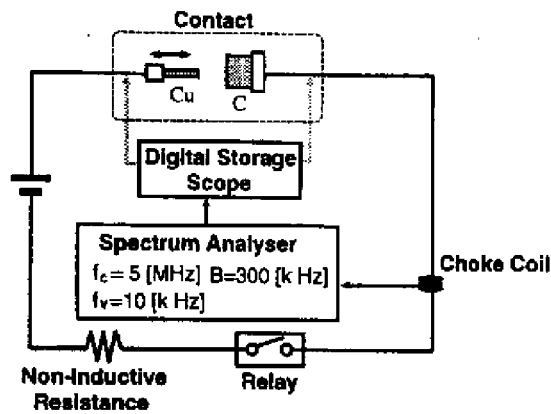 Contact
Cu
C
Digital Storage
Scope
Spectrum Analyser
fc=5 [MHz] B=300 [k Hz]
fv=10 [k Hz]
Choke Coil
Non-Inductive
Resistance
Relay